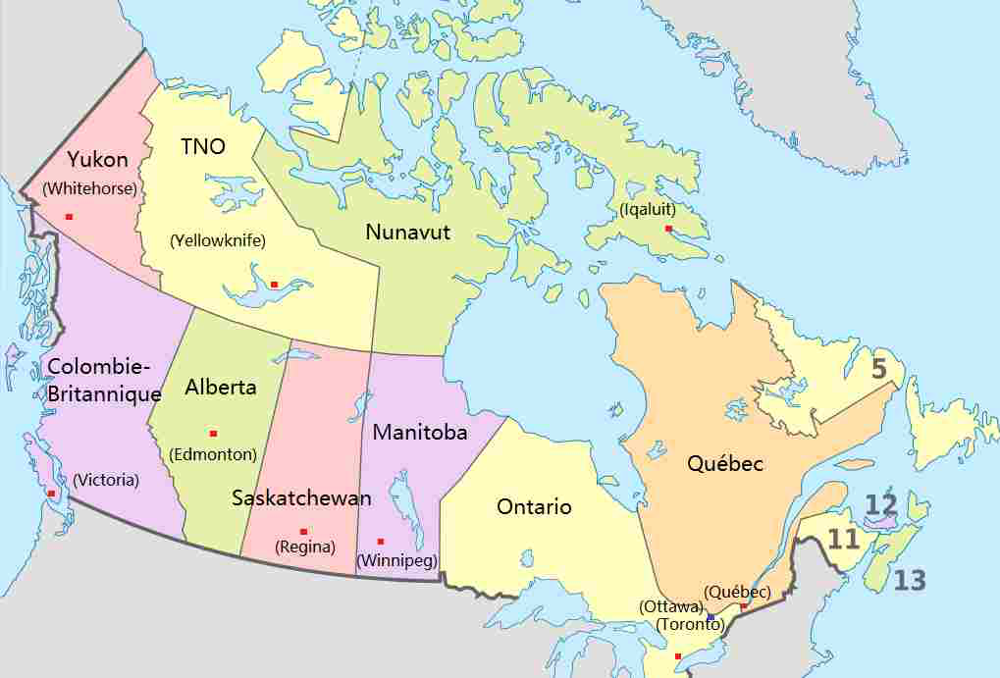 Yukon
(Whitehorse)
TNO
(Yellowknife)
Nunavut
(Iqaluit)
Colombie-
Britannique
(Victoria)
Alberta
(Edmonton)
Saskatchewan
(Regina)
Manitoba
(Winnipeg)
Ontario
(Ottawa)
(Toronto)
Québec
(Québec)
5
12
11
13